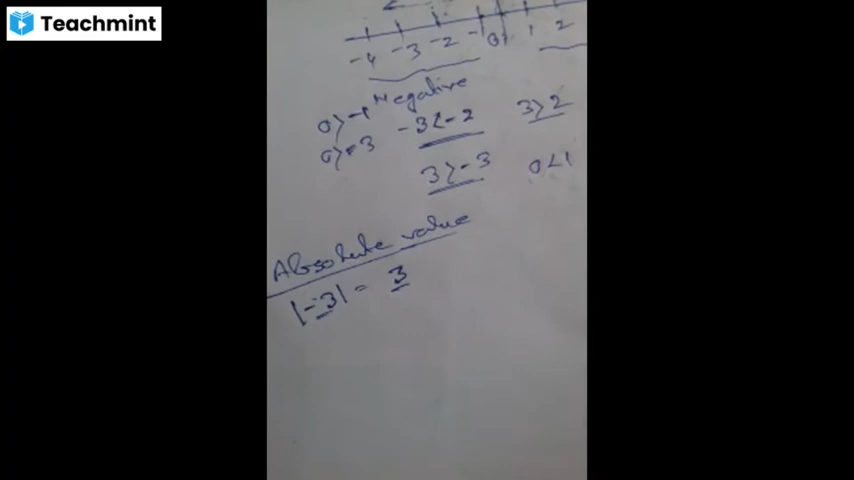 Teachmint
-4 -3 -2 -1 0 1 2
Negative
0>-1 -3<-2 3>2
0>-3 3>-3 0<1
Absolute value
|-3| = 3